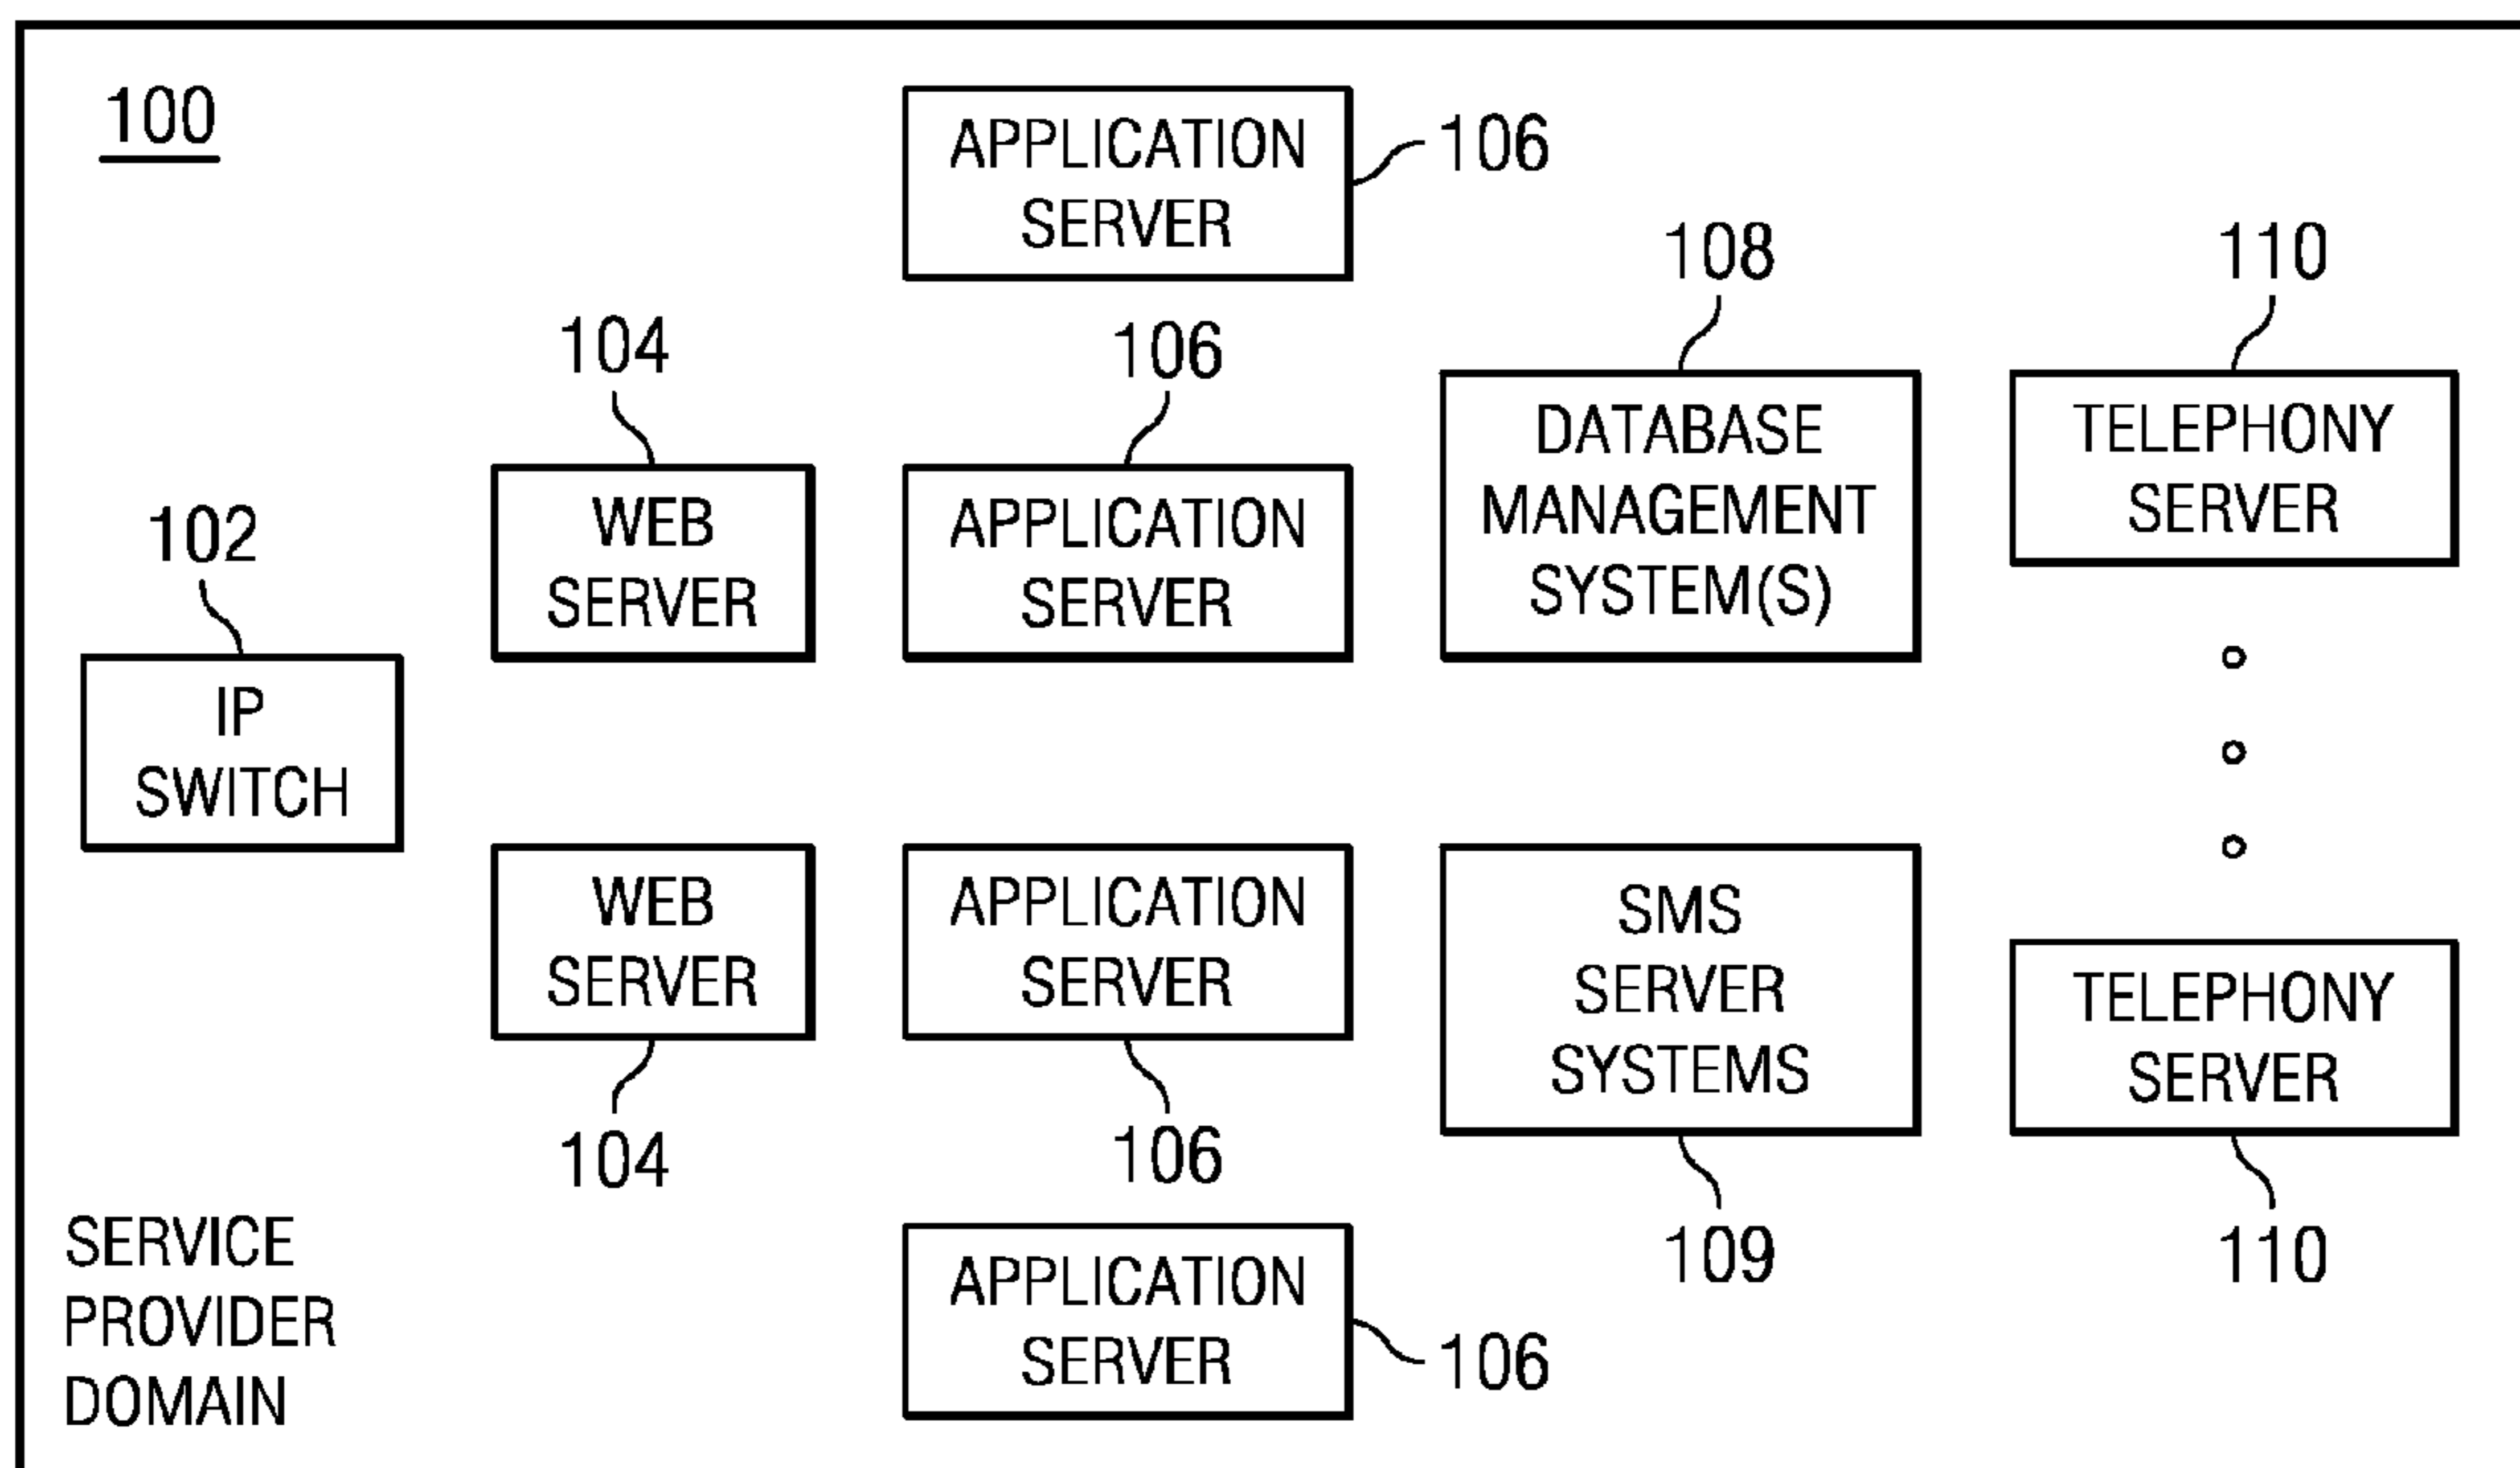 100
APPLICATION
SERVER
106
108
110
104
106
DATABASE
MANAGEMENT
SYSTEM(S)
TELEPHONY
SERVER
102
WEB
SERVER
APPLICATION
SERVER
IP
SWITCH
WEB
SERVER
APPLICATION
SERVER
SMS
SERVER
SYSTEMS
TELEPHONY
SERVER
104
106
109
110
SERVICE
PROVIDER
DOMAIN
APPLICATION
SERVER
106